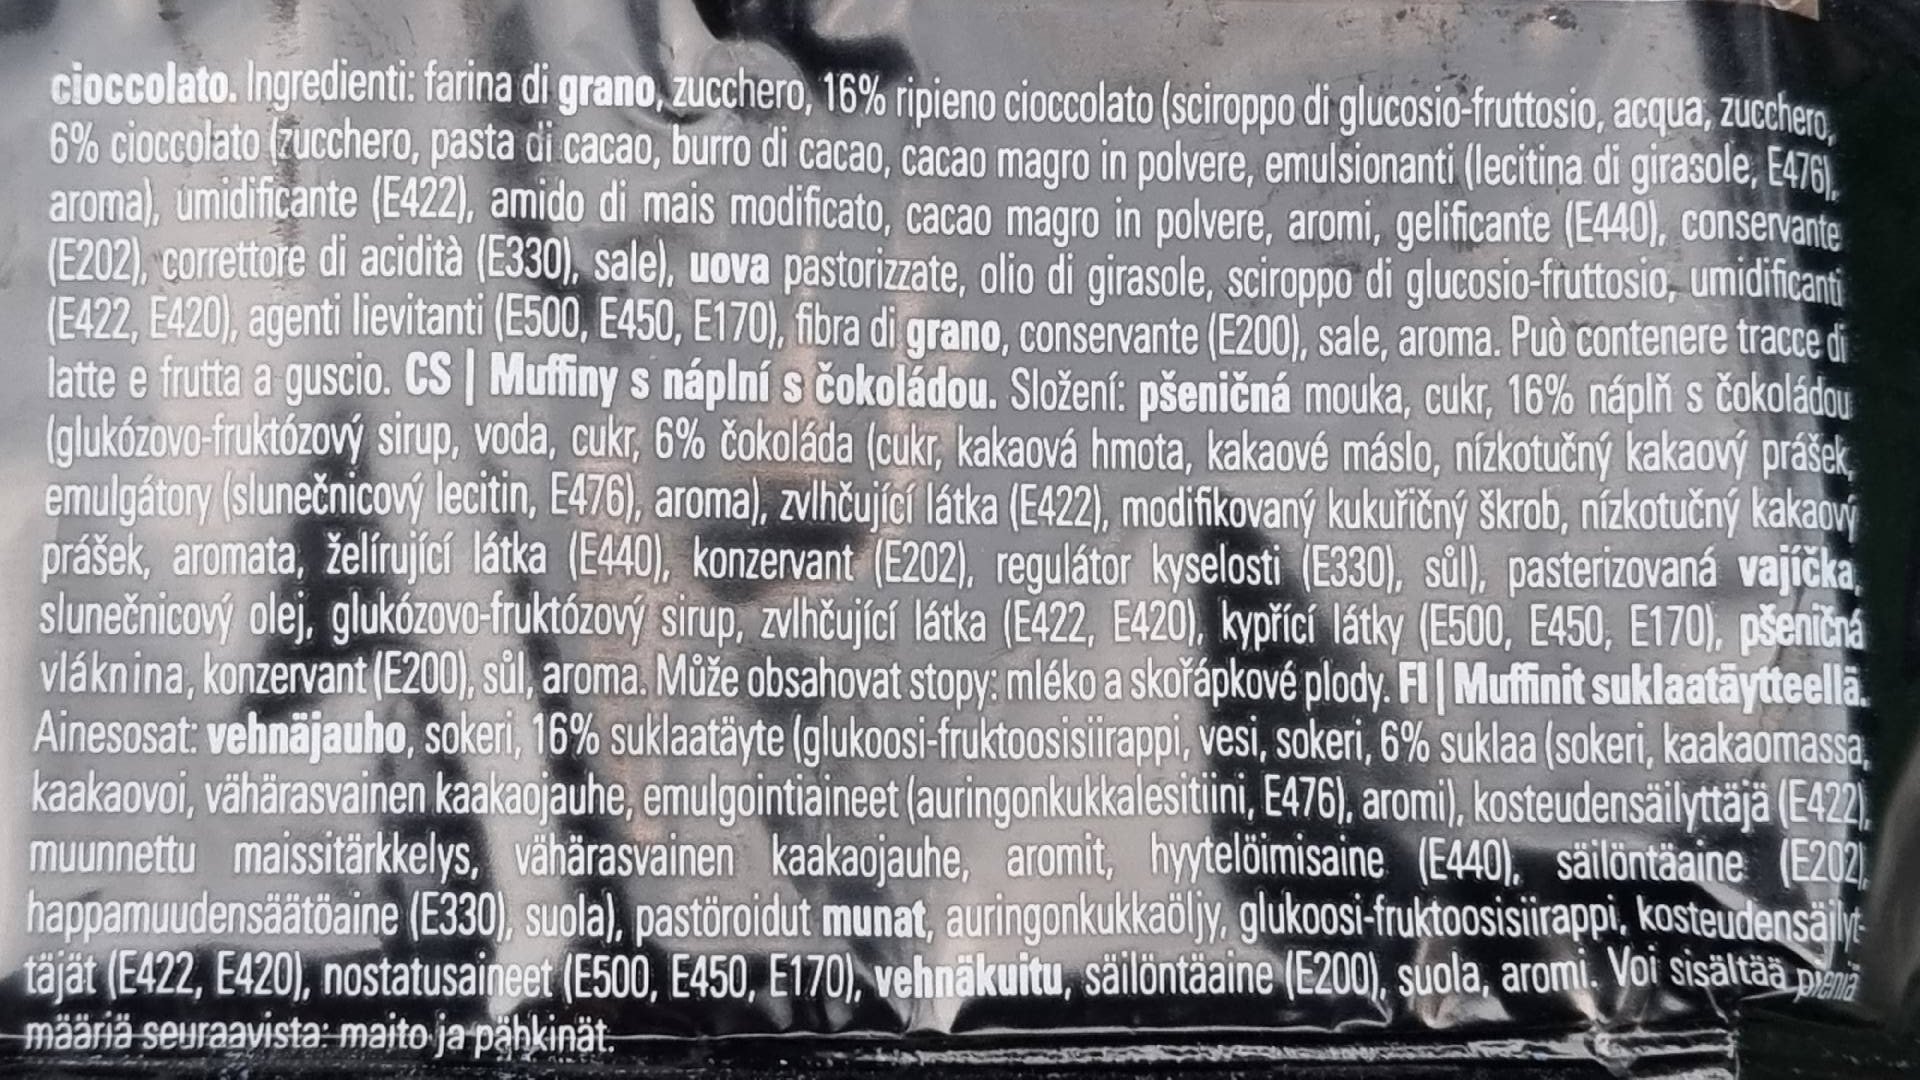 cioccolato. Ingredienti: farina di grano, zucchero, 16% ripieno cioccolato (sciroppo di glucosio-fruttosio, acqua, zucchero,
6% cioccolato (zucchero, pasta di cacao, burro di cacao, cacao magro in polvere, emulsionanti (lecitina di girasole, E476),
aroma), umidificante (E422), amido di mais modificato, cacao magro in polvere, aromi, gelificante (E440), conservante
(E202), correttore di acidità (E330), sale), uova pastorizzate, olio di girasole, sciroppo di glucosio-fruttosio, umidificanti
(E422, E420), agenti lievitanti (E500, E450, E170), fibra di grano, conservante (E200), sale, aroma. Può contenere tracce di
latte e frutta a guscio. CS | Muffiny s náplní s čokoládou. Složení: pšeničná mouka, cukr, 16% náplň s čokoládou
(glukózovo-fruktózový sirup, voda, cukr, 6% čokoláda (cukr, kakaová hmota, kakaové máslo, nízkotučný kakaový prášek,
emulgátory (slunečnicový lecitin, E476), aroma), zvlhčující látka (E422), modifikovaný kukuřičný škrob, nízkotučný kakaový
prášek, aromata, želírující látka (E440), konzervant (E202), regulátor kyselosti (E330), sůl), pasterizovaná vajíčka,
slunečnicový olej, glukózovo-fruktózový sirup, zvlhčující látka (E422, E420), kypřící látky (E500, E450, E170), pšeničná
vláknina, konzervant (E200), sůl, aroma. Může obsahovat stopy: mléko a skořápkové plody. FI | Muffinit suklaatäytteellä.
Ainesosat: vehnäjauho, sokeri, 16% suklaatäyte (glukoosi-fruktoosisiirappi, vesi, sokeri, 6% suklaa (sokeri, kaakaomassa,
kaakaovoi, vähärasvainen kaakaojauhe, emulgointiaineet (auringonkukkalesitiini, E476), aromi), kosteudensäilyttäjä (E422),
muunnettu maissitärkkelys, vähärasvainen kaakaojauhe, aromit, hyytelöimisaine (E440), säilöntäaine (E202),
happamuudensäätöaine (E330), suola), pastöroidut munat, auringonkukkaöljy, glukoosi-fruktoosisiirappi, kosteudensäilyt-
täjät (E422, E420), nostatusaineet (E500, E450, E170), vehnäkuitu, säilöntäaine (E200), suola, aromi. Voi sisältää pieniä
määriä seuraavista: maito ja pähkinät.